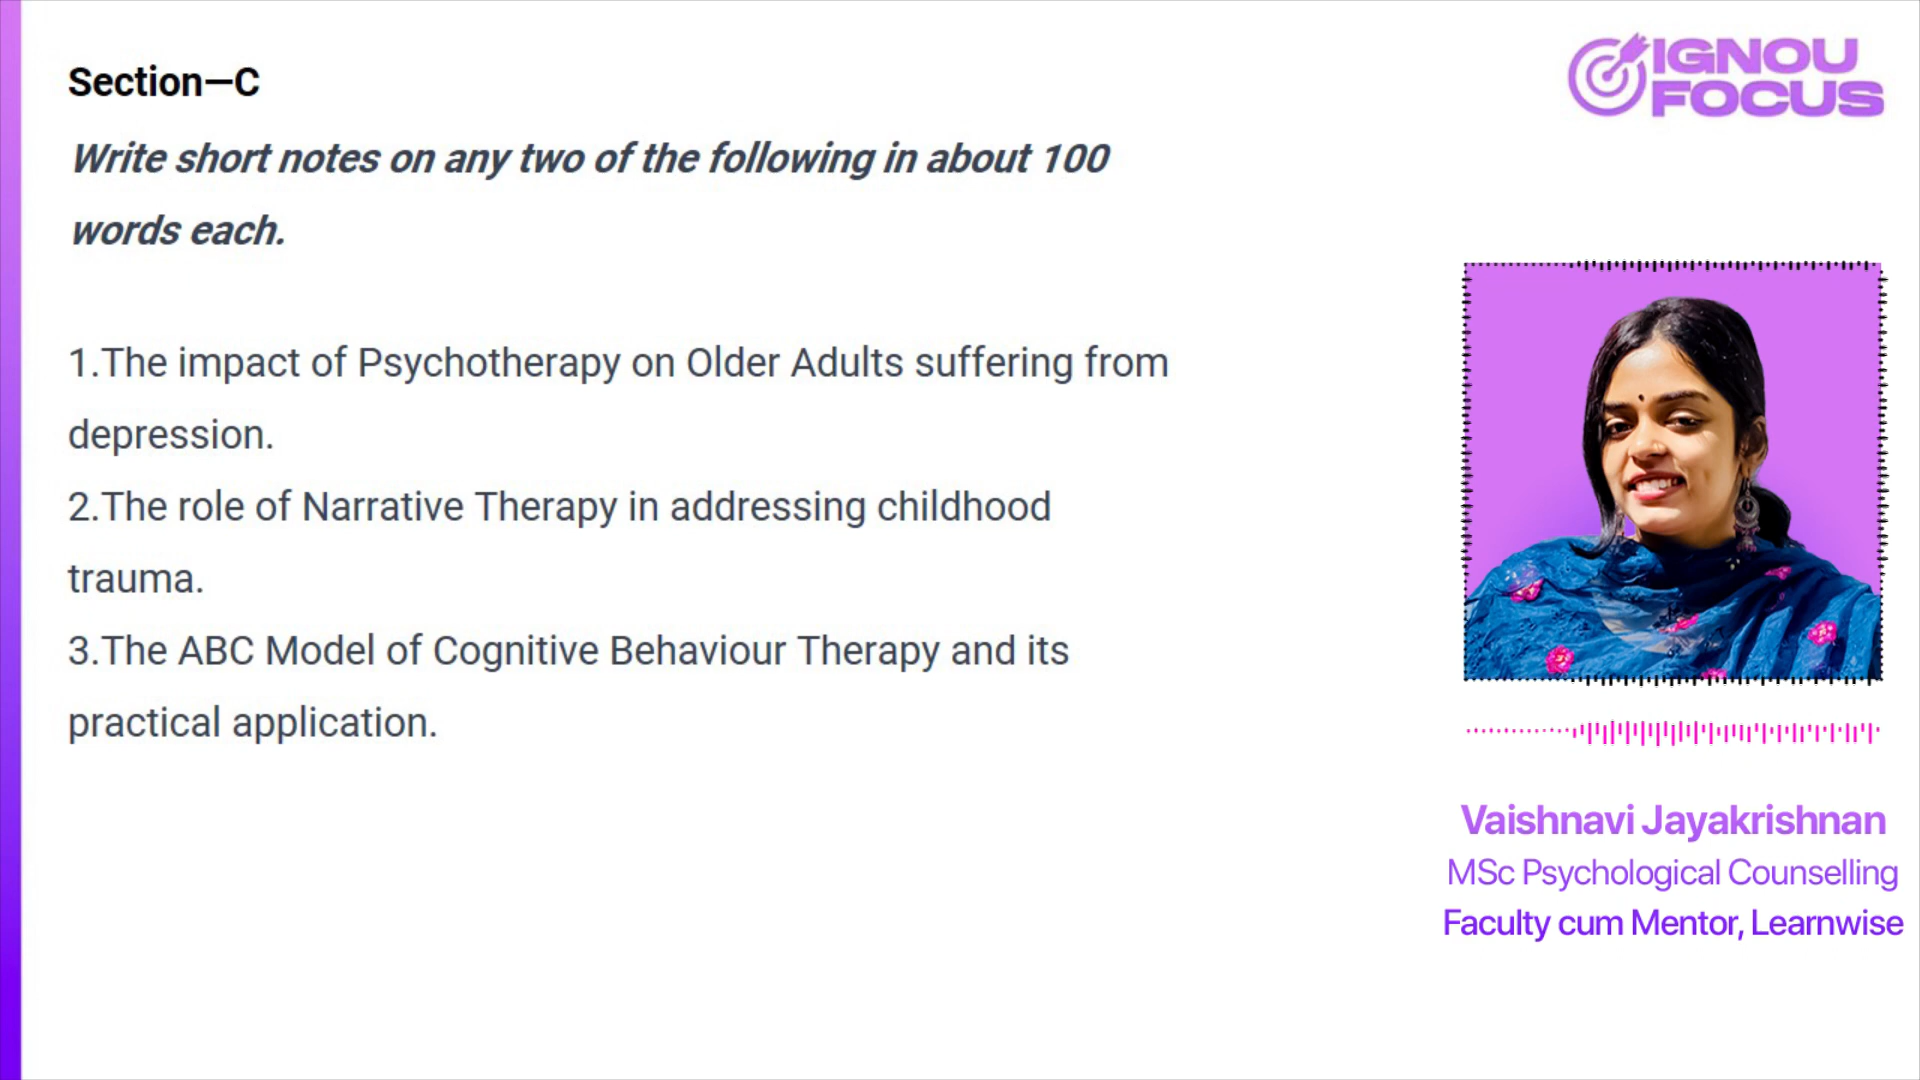 Section—C
Write short notes on any two of the following in about 100
words each.
1.The impact of Psychotherapy on Older Adults suffering from
depression.
2.The role of Narrative Therapy in addressing childhood
trauma.
3.The ABC Model of Cognitive Behaviour Therapy and its
practical application.
IGNOU
FOCUS
Vaishnavi Jayakrishnan
MSc Psychological Counselling
Faculty cum Mentor, Learnwise